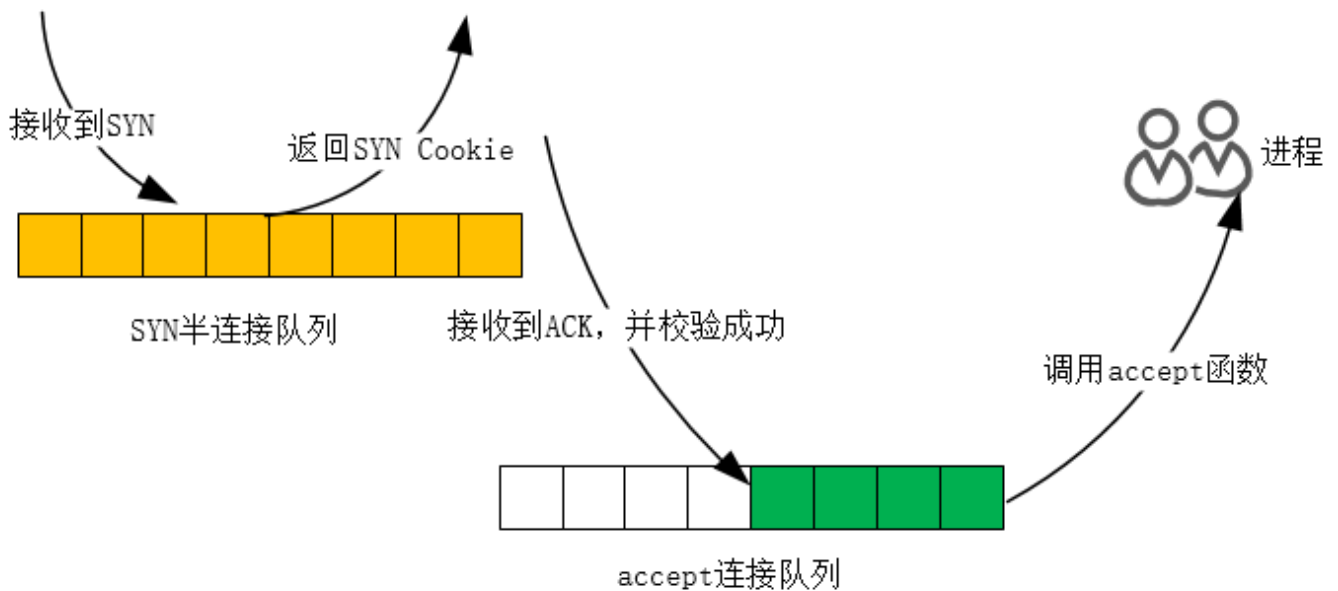 接收到SYN
返回SYN Cookie
进程
SYN半连接队列
接收到ACK，并校验成功
调用accept函数
accept连接队列